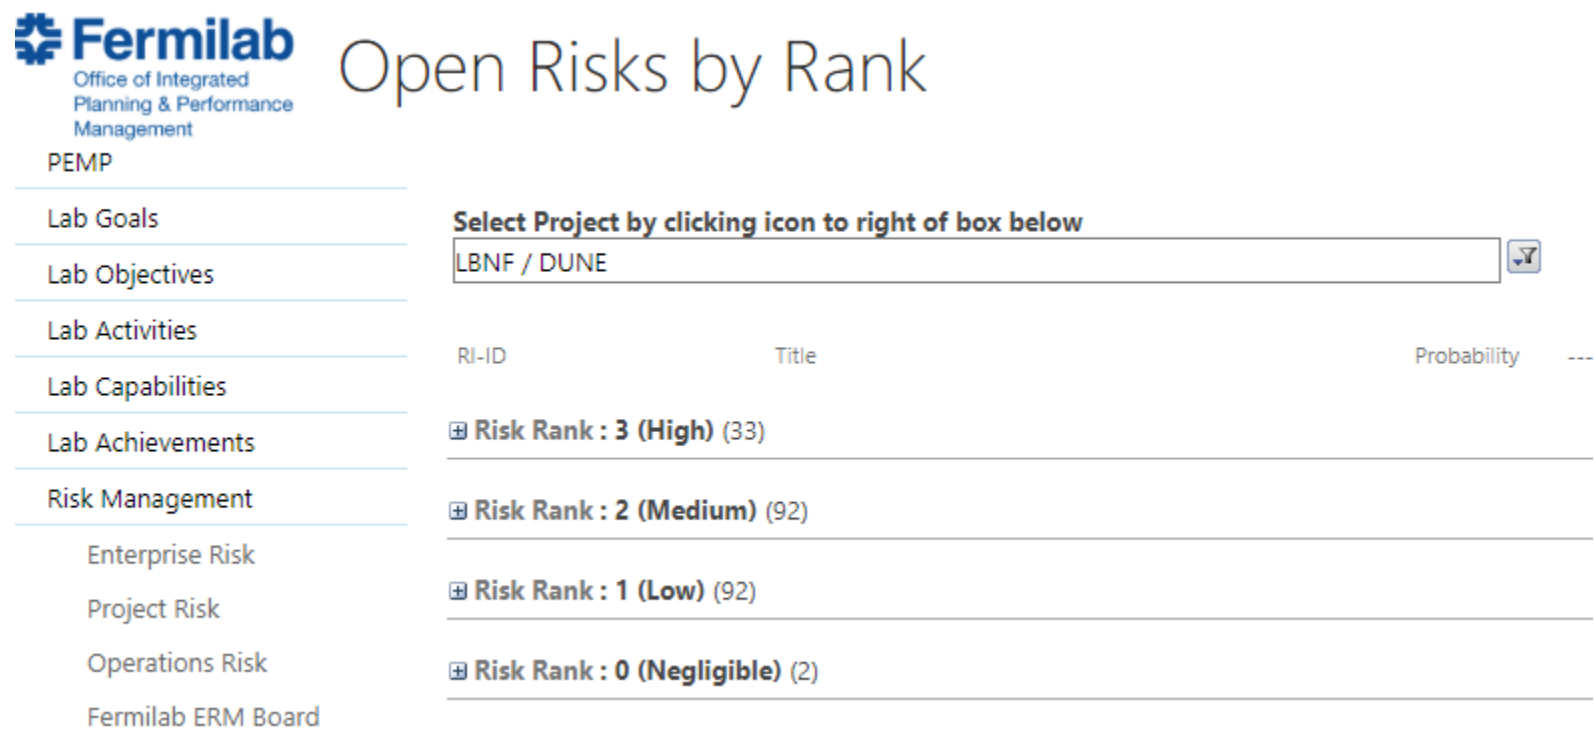 Fermilab
Office of Integrated
Planning & Performance
Management
Open Risks by Rank
PEMP
Lab Goals
Lab Objectives
Lab Activities
Lab Capabilities
Lab Achievements
Risk Management
Enterprise Risk
Project Risk
Operations Risk
Fermilab ERM Board
Select Project by clicking icon to right of box below
LBNF / DUNE
RI-ID Title Probability ---
Risk Rank : 3 (High) (33)
Risk Rank : 2 (Medium) (92)
Risk Rank : 1 (Low) (92)
Risk Rank : 0 (Negligible) (2)